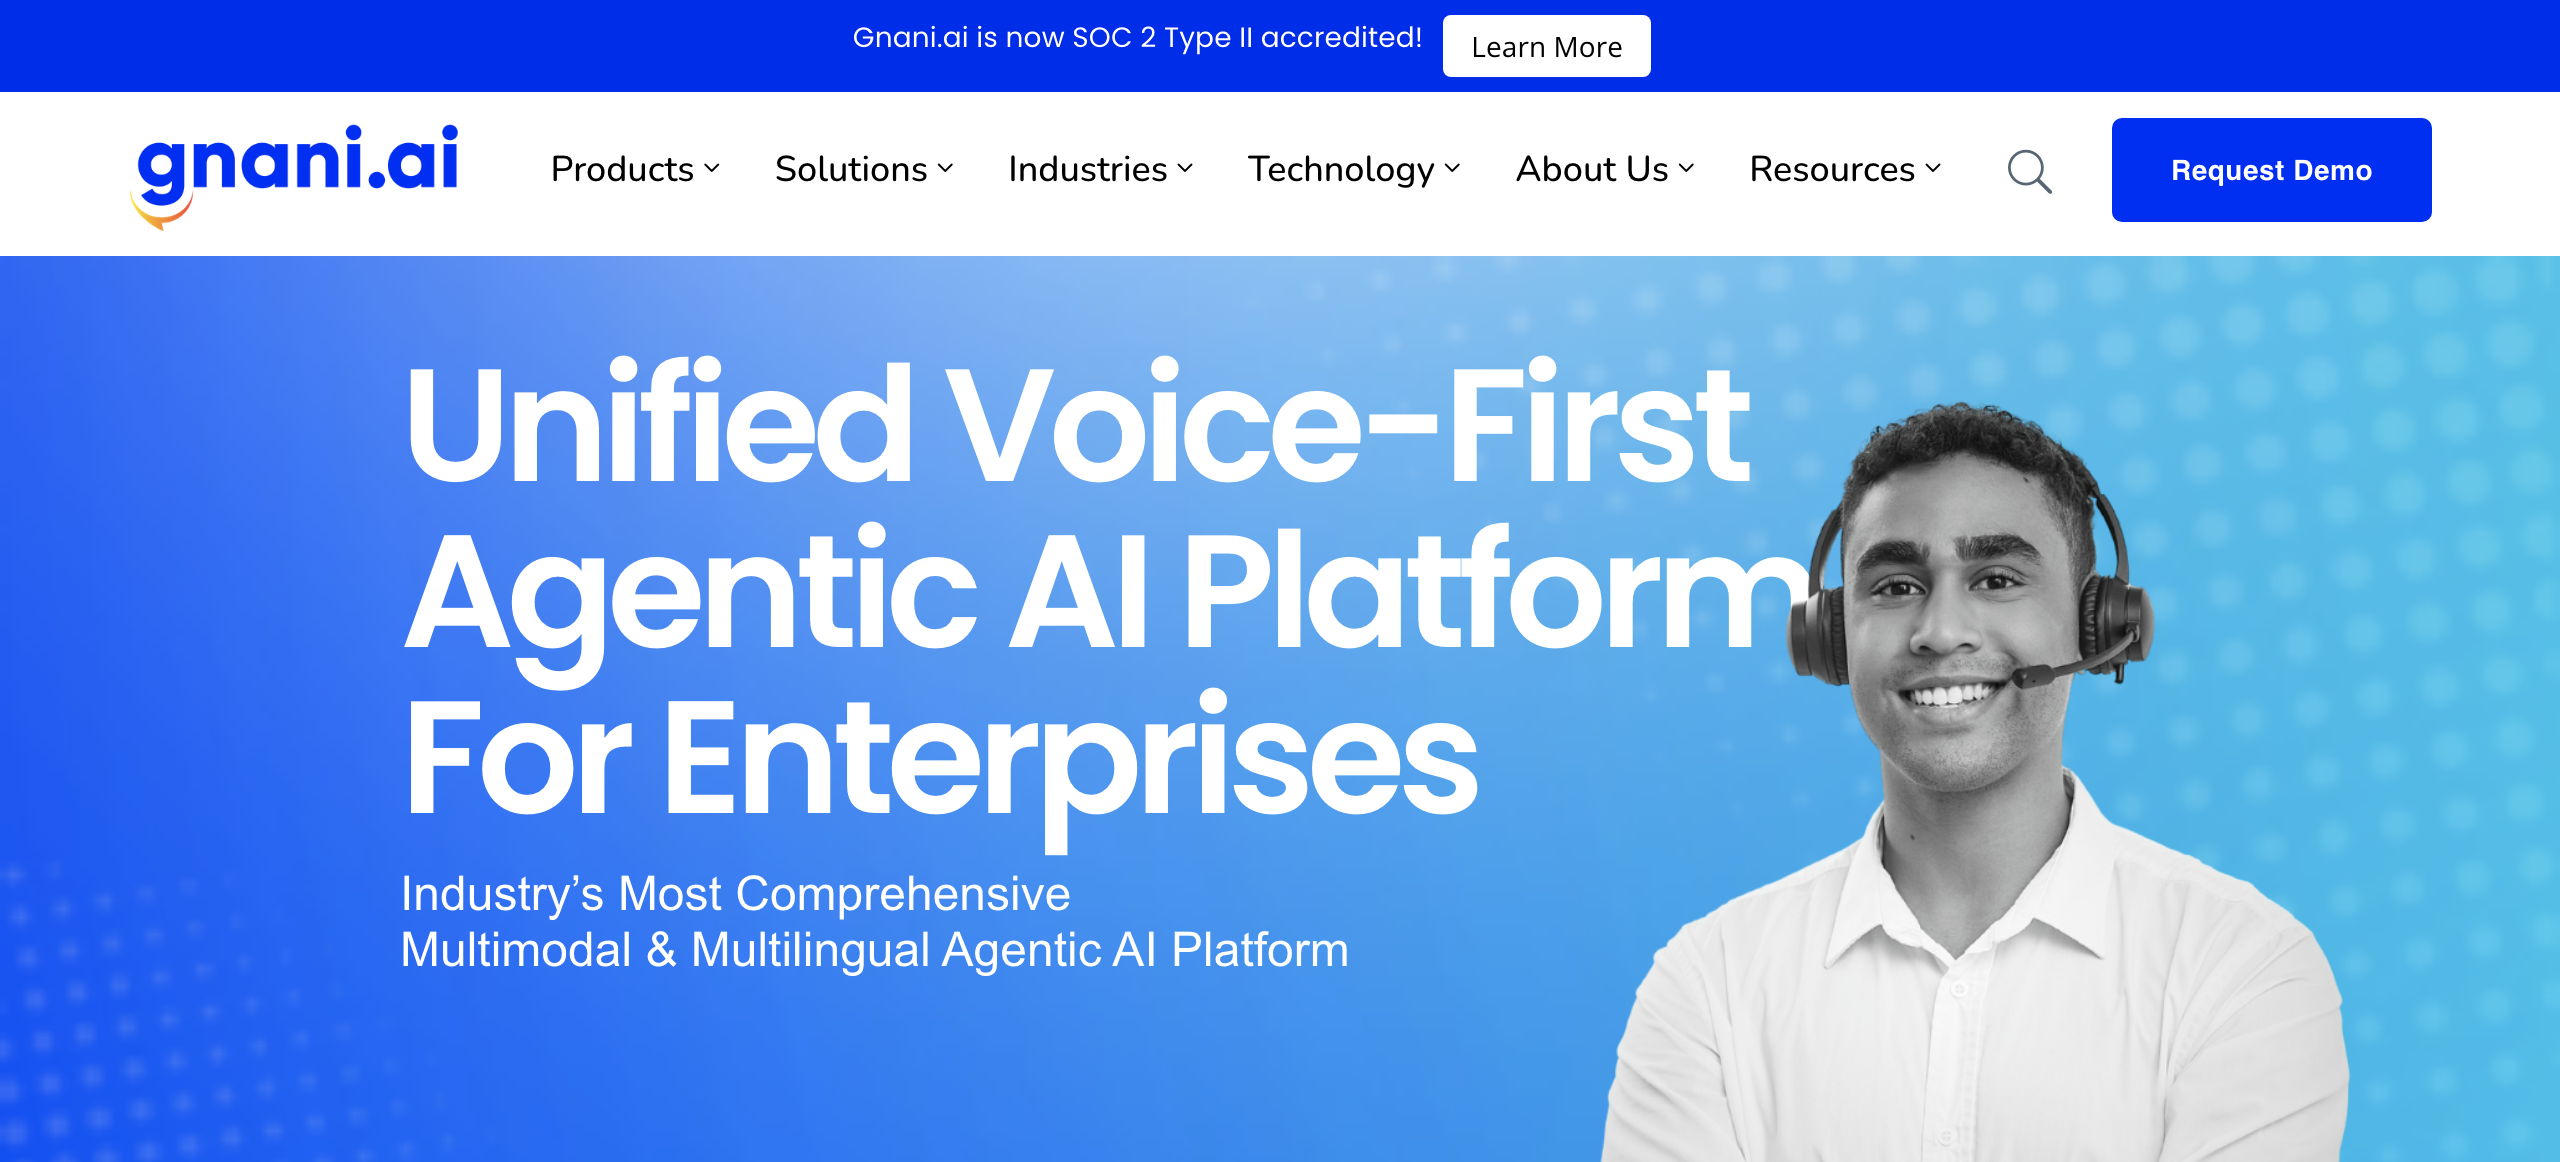 Gnani.ai is now SOC 2 Type II accredited!
Learn More
gnani.ai
Products
Solutions
Industries
Technology
About Us
Resources
Request Demo
Unified Voice-First
Agentic AI Platform
For Enterprises
Industry’s Most Comprehensive
Multimodal & Multilingual Agentic AI Platform